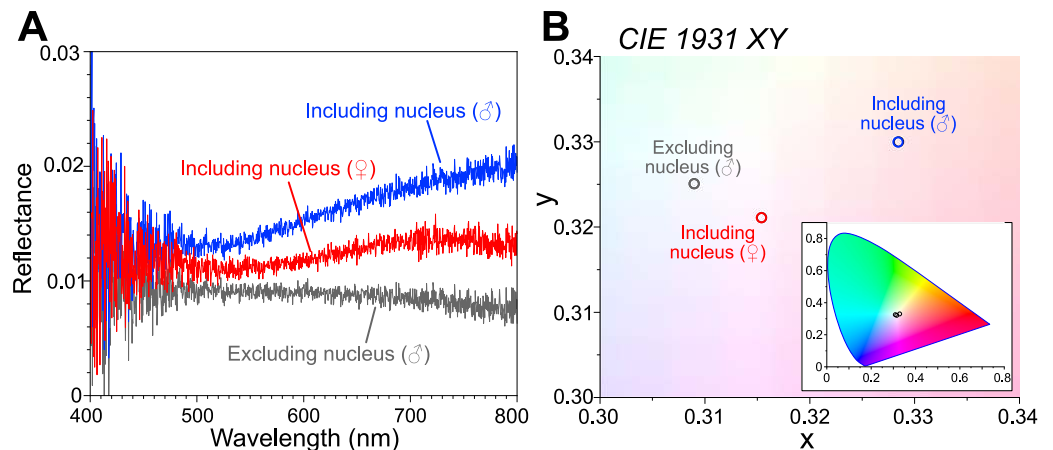 A
0.03
0.02
0.01
0
Reflectance
Including nucleus (♂)
Including nucleus (♀)
Excluding nucleus (♂)
400
500
600
700
800
Wavelength (nm)
B
CIE 1931 XY
0.34
0.33
0.32
0.31
0.30
y
Including
nucleus (♂)
Excluding
nucleus (♂)
Including
nucleus (♀)
0.8
0.6
0.4
0.2
0
0
0.2
0.4
0.6
0.8
0.30
0.31
0.32
0.33
0.34
x